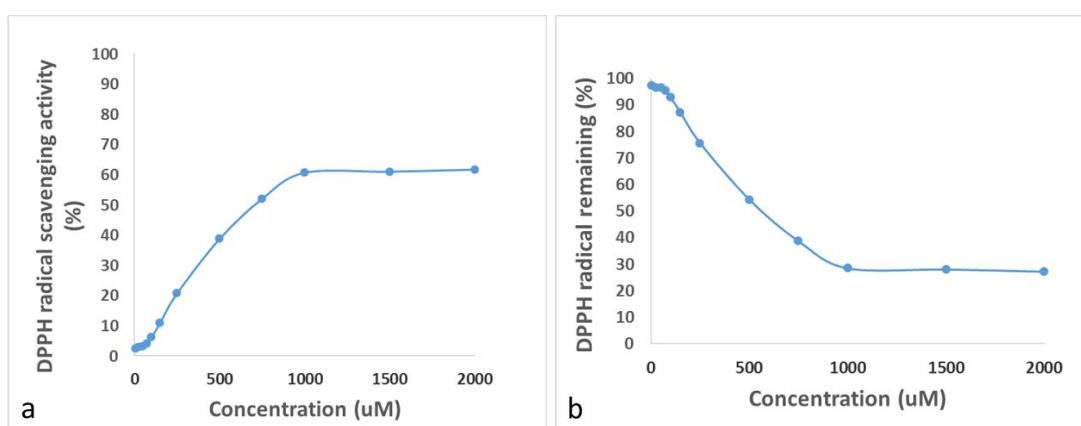 DPPH radical scavenging activity
(%)
100
90
80
70
60
50
40
30
20
10
0
0 500 1000 1500 2000
Concentration (uM)
a
DPPH radical remaining (%)
100
90
80
70
60
50
40
30
20
10
0
0 500 1000 1500 2000
Concentration (uM)
b